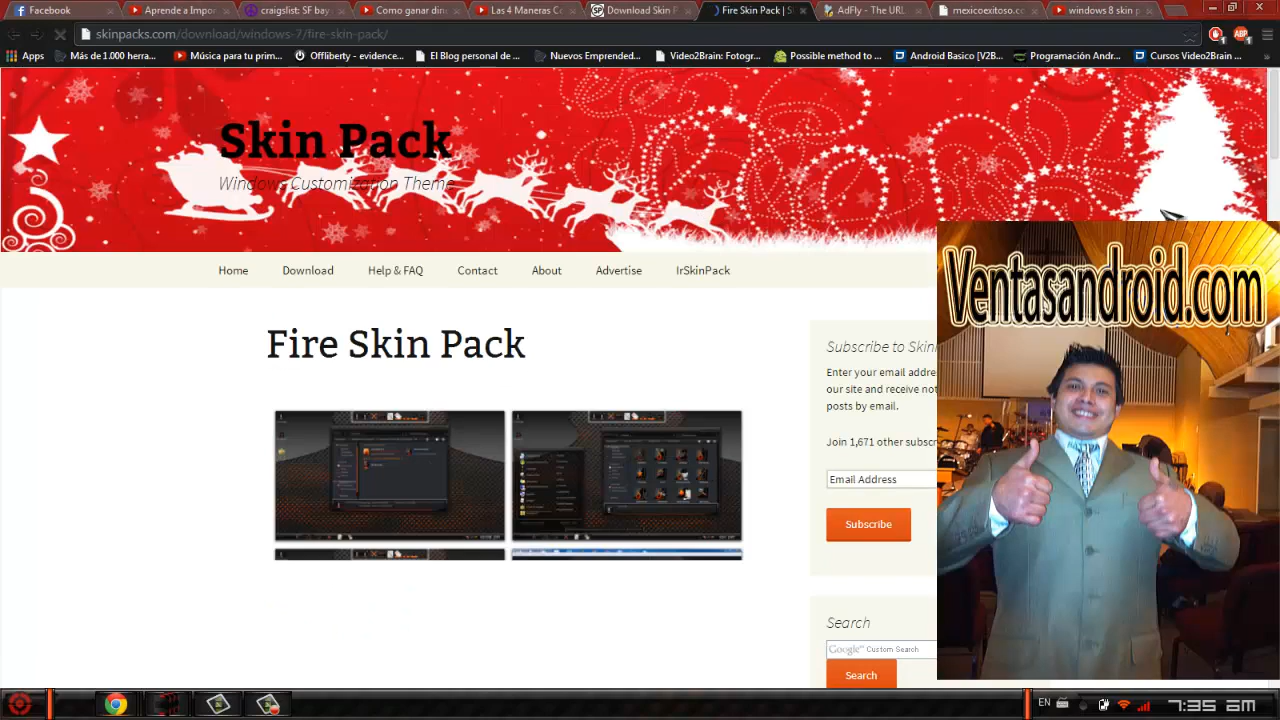 Facebook
Aprende a Impor
craigslist: SF bay
Como ganar dine
Las 4 Maneras C
Download Skin P
Fire Skin Pack | S
AdFly - The URL
mexicoexitoso.c
windows 8 skin p
skinpacks.com/download/windows-7/fire-skin-pack/
Apps
Más de 1.000 herra...
Música para tu prim...
Offliberty - evidence...
El Blog personal de ...
Nuevos Emprended...
Video2Brain: Fotogr...
Possible method to ...
Android Basico [V2B...
Programación Andr...
Cursos Video2Brain ...
Skin Pack
Windows Customization Theme
Home
Download
Help & FAQ
Contact
About
Advertise
IrSkinPack
Fire Skin Pack
Subscribe to Skin
Enter your email addre
our site and receive not
posts by email.
Join 1,671 other subscr
Email Address
Subscribe
Search
Google™ Custom Search
Search
Ventasandroid.com
EN
7:35 AM